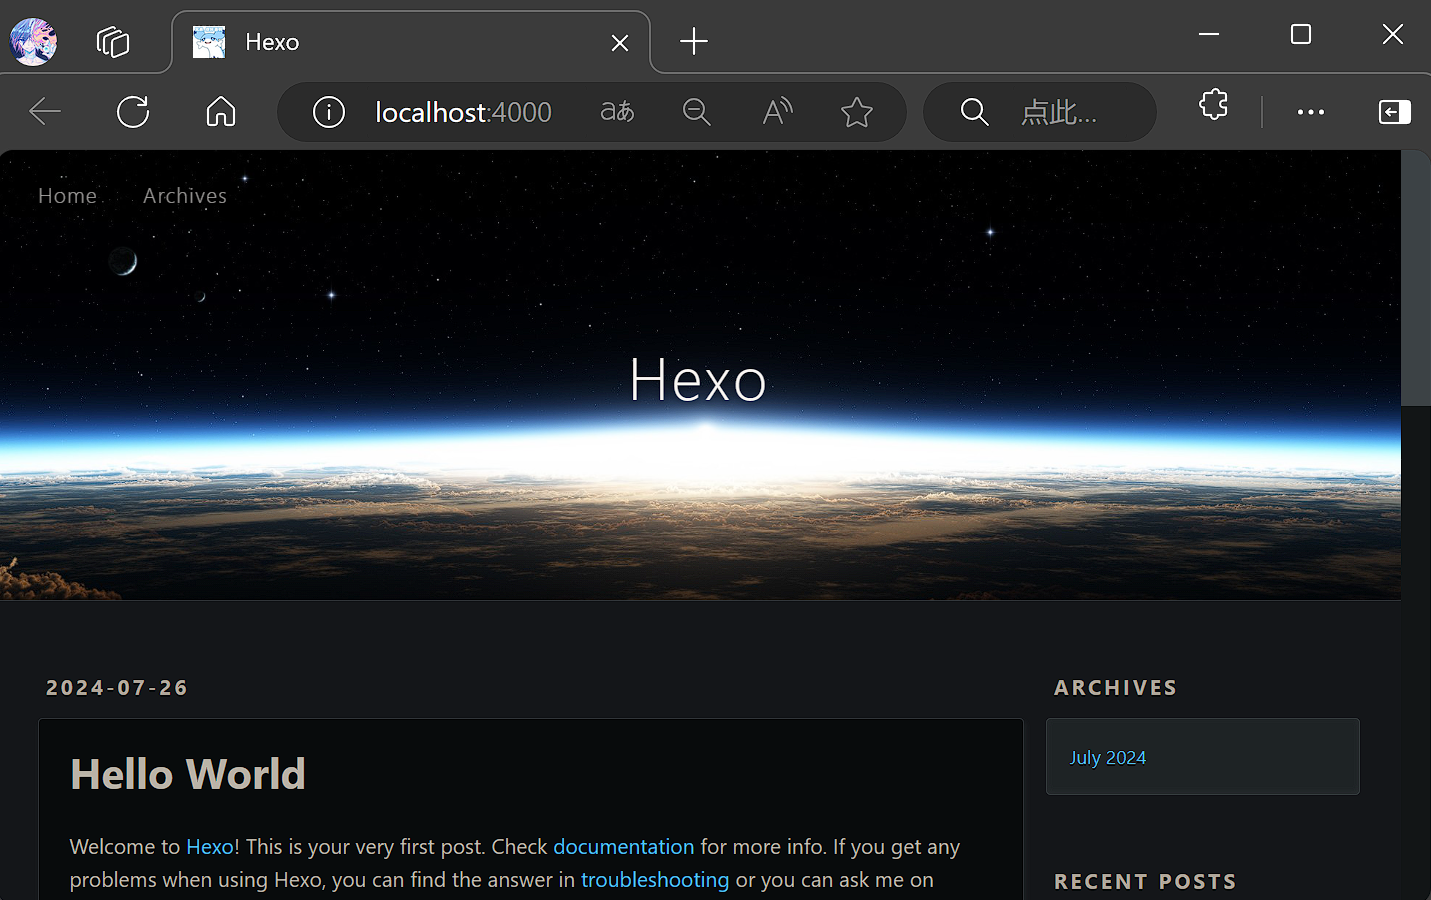 Hexo
localhost:4000
aあ
A
点此...
Home
Archives
Hexo
2024-07-26
ARCHIVES
Hello World
July 2024
Welcome to Hexo! This is your very first post. Check documentation for more info. If you get any
problems when using Hexo, you can find the answer in troubleshooting or you can ask me on
RECENT POSTS